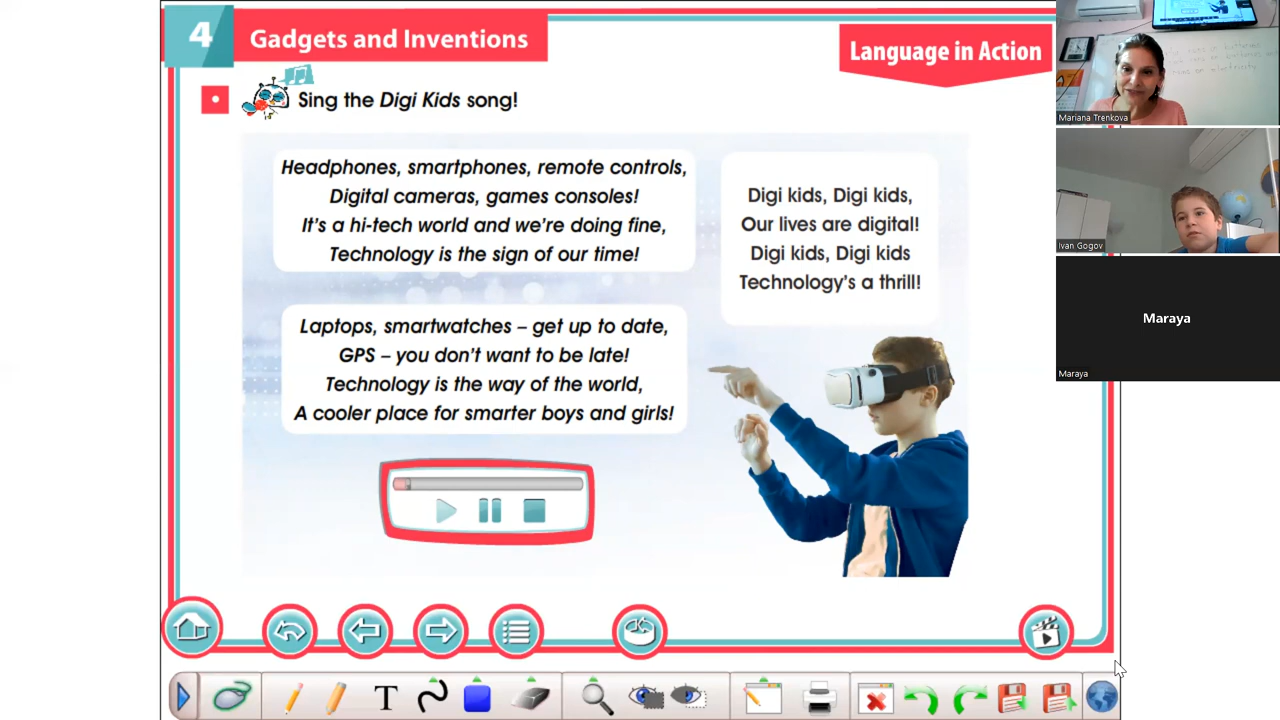 4
Gadgets and Inventions
Language in Action
Sing the Digi Kids song!
Headphones, smartphones, remote controls,
Digital cameras, games consoles!
It's a hi-tech world and we're doing fine,
Technology is the sign of our time!
Digi kids, Digi kids,
Our lives are digital!
Digi kids, Digi kids
Technology's a thrill!
Laptops, smartwatches – get up to date,
GPS – you don't want to be late!
Technology is the way of the world,
A cooler place for smarter boys and girls!
T
Mariana Trenkova
Ivan Gogov
Maraya
Maraya